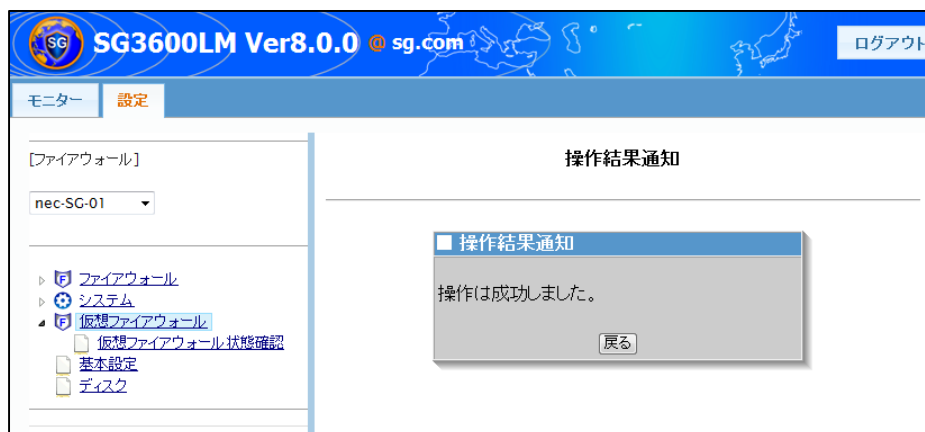 SG SG3600LM Ver8.0.0 @ sg.com ログアウト
モニター 設定
[ファイアウォール]
nec-SG-01
ファイアウォール
システム
仮想ファイアウォール
仮想ファイアウォール状態確認
基本設定
ディスク
操作結果通知
操作結果通知
操作は成功しました。
戻る